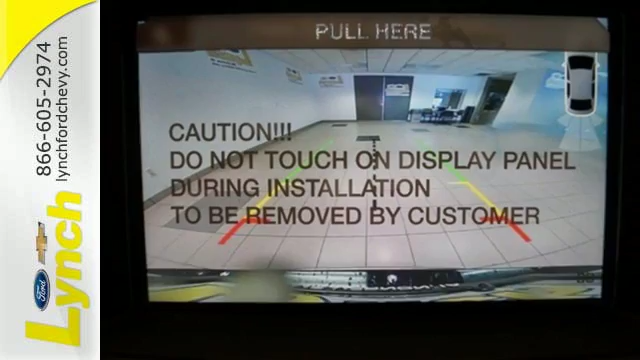 PULL HERE
CAUTION!!!
DO NOT TOUCH ON DISPLAY PANEL
DURING INSTALLATION
TO BE REMOVED BY CUSTOMER
866-605-2974
lynchfordchevy.com
Lynch
Ford